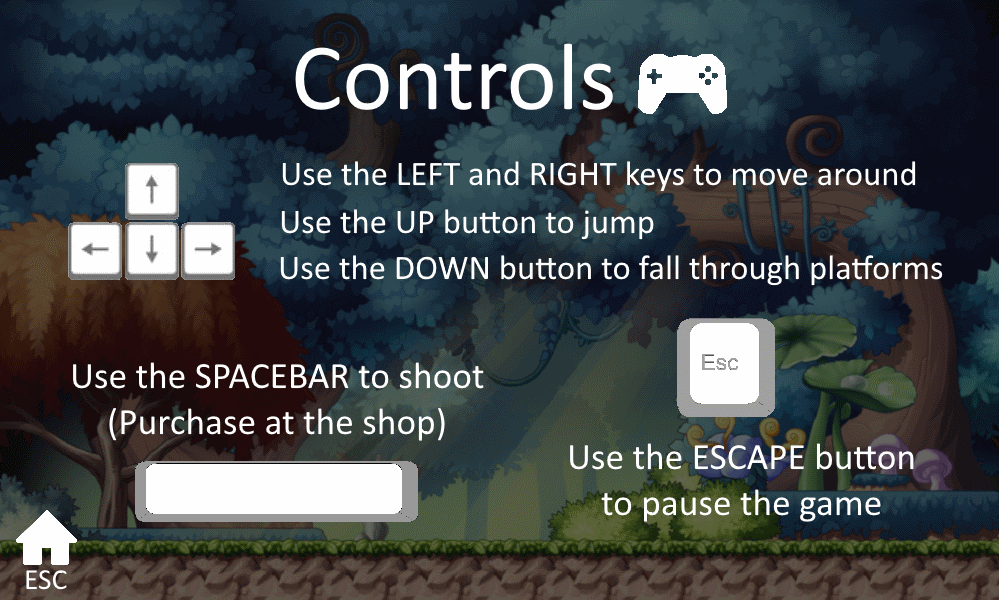 Controls
Use the LEFT and RIGHT keys to move around
Use the UP button to jump
Use the DOWN button to fall through platforms
Use the SPACEBAR to shoot
(Purchase at the shop)
Esc
Use the ESCAPE button
to pause the game
ESC